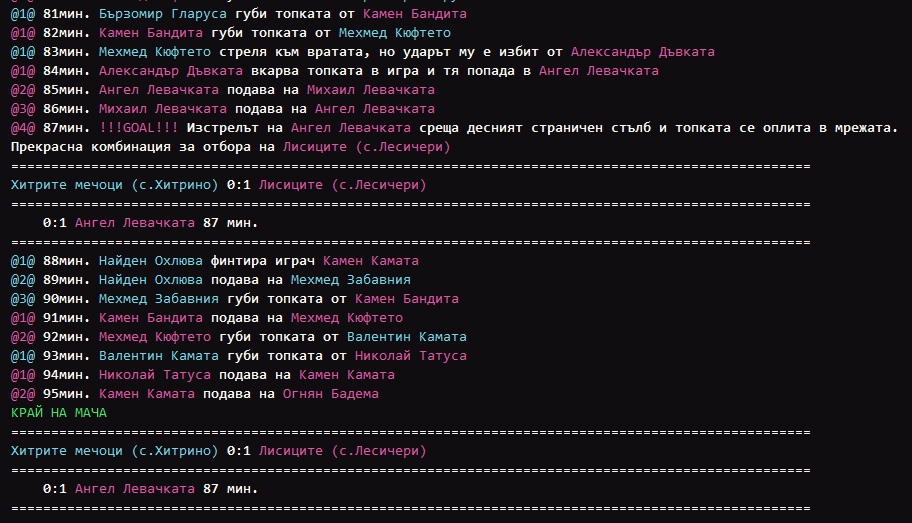 @1@ 81мин. Бързомир Гларуса губи топката от Камен Бандита
@1@ 82мин. Камен Бандита губи топката от Мехмед Кюфтето
@1@ 83мин. Мехмед Кюфтето стреля към вратата, но ударът му е избит от Александър Дъвката
@1@ 84мин. Александър Дъвката вкарва топката в игра и тя попада в Ангел Левачката
@2@ 85мин. Ангел Левачката подава на Михаил Левачката
@3@ 86мин. Михаил Левачката подава на Ангел Левачката
@4@ 87мин. !!!GOAL!!! Изстрелът на Ангел Левачката среща десният страничен стълб и топката се оплита в мрежата.
Прекрасна комбинация за отбора на Лисиците (с.Лесичери)
====================================================================================================
Хитрите мечоци (с.Хитрино) 0:1 Лисиците (с.Лесичери)
====================================================================================================
    0:1 Ангел Левачката 87 мин.
====================================================================================================
@1@ 88мин. Найден Охлюва финтира играч Камен Камата
@2@ 89мин. Найден Охлюва подава на Мехмед Забавния
@3@ 90мин. Мехмед Забавния губи топката от Камен Бандита
@1@ 91мин. Камен Бандита подава на Мехмед Кюфтето
@2@ 92мин. Мехмед Кюфтето губи топката от Валентин Камата
@1@ 93мин. Валентин Камата губи топката от Николай Татуса
@1@ 94мин. Николай Татуса подава на Камен Камата
@2@ 95мин. Камен Камата подава на Огнян Бадема
КРАЙ НА МАЧА
====================================================================================================
Хитрите мечоци (с.Хитрино) 0:1 Лисиците (с.Лесичери)
====================================================================================================
    0:1 Ангел Левачката 87 мин.
====================================================================================================